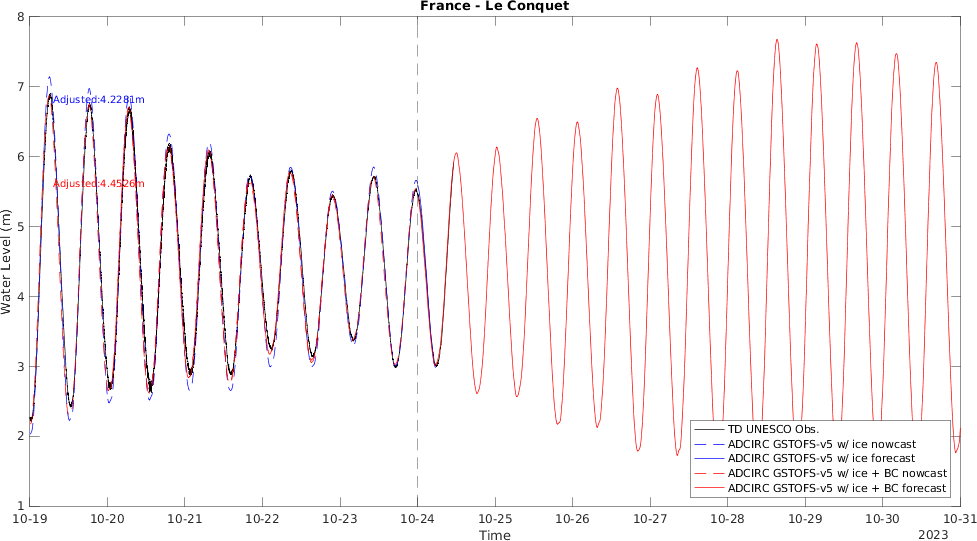 France - Le Conquet
8
7
6
5
4
3
2
1
Water Level (m)
Adjusted:4.2281m
Adjusted:4.4526m
TD UNESCO Obs.
ADCIRC GSTOFS-v5 w/ ice nowcast
ADCIRC GSTOFS-v5 w/ ice forecast
ADCIRC GSTOFS-v5 w/ ice + BC nowcast
ADCIRC GSTOFS-v5 w/ ice + BC forecast
10-19 10-20 10-21 10-22 10-23 10-24 10-25 10-26 10-27 10-28 10-29 10-30 10-31
Time 2023